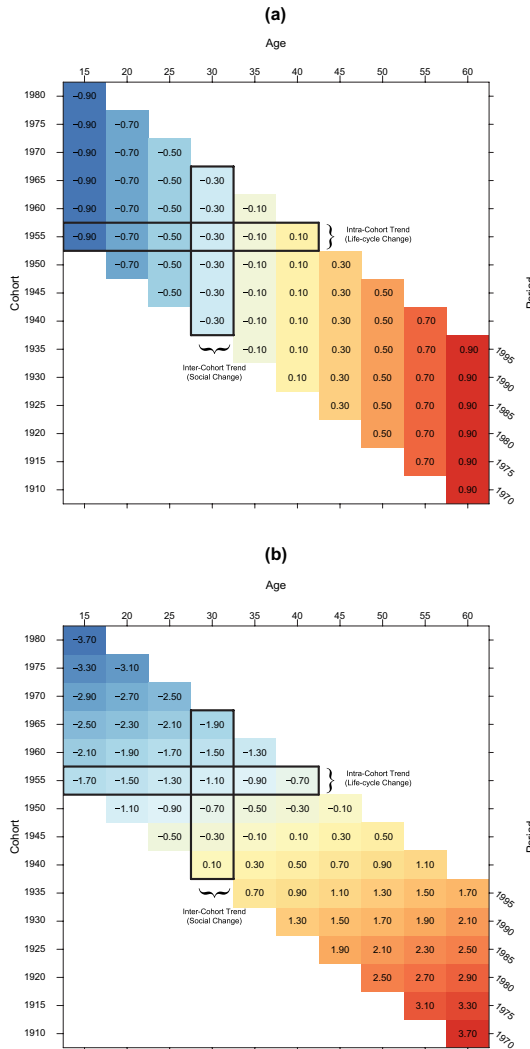 (a)
Age
15 20 25 30 35 40 45 50 55 60
1980 −0.90
1975 −0.90 −0.70
1970 −0.90 −0.70 −0.50
1965 −0.90 −0.70 −0.50 −0.30
1960 −0.90 −0.70 −0.50 −0.30 −0.10
1955 −0.90 −0.70 −0.50 −0.30 −0.10 0.10 } Intra-Cohort Trend
(Life-cycle Change)
1950 −0.70 −0.50 −0.30 −0.10 0.10 0.30
1945 −0.50 −0.30 −0.10 0.10 0.30 0.50
1940 −0.30 −0.10 0.10 0.30 0.50 0.70
1935 −0.10 0.10 0.30 0.50 0.70 0.90 1995
1930 0.10 0.30 0.50 0.70 0.90 1990
1925 0.30 0.50 0.70 0.90 1985
1920 0.50 0.70 0.90 1980
1915 0.70 0.90 1975
1910 0.90 1970
Cohort
Period
Inter-Cohort Trend
(Social Change)
(b)
Age
15 20 25 30 35 40 45 50 55 60
1980 −3.70
1975 −3.30 −3.10
1970 −2.90 −2.70 −2.50
1965 −2.50 −2.30 −2.10 −1.90
1960 −2.10 −1.90 −1.70 −1.50 −1.30
1955 −1.70 −1.50 −1.30 −1.10 −0.90 −0.70 } Intra-Cohort Trend
(Life-cycle Change)
1950 −1.10 −0.90 −0.70 −0.50 −0.30 −0.10
1945 −0.50 −0.30 −0.10 0.10 0.30 0.50
1940 0.10 0.30 0.50 0.70 0.90 1.10
1935 0.70 0.90 1.10 1.30 1.50 1.70 1995
1930 1.30 1.50 1.70 1.90 2.10 1990
1925 1.90 2.10 2.30 2.50 1985
1920 2.50 2.70 2.90 1980
1915 3.10 3.30 1975
1910 3.70 1970
Cohort
Period
Inter-Cohort Trend
(Social Change)